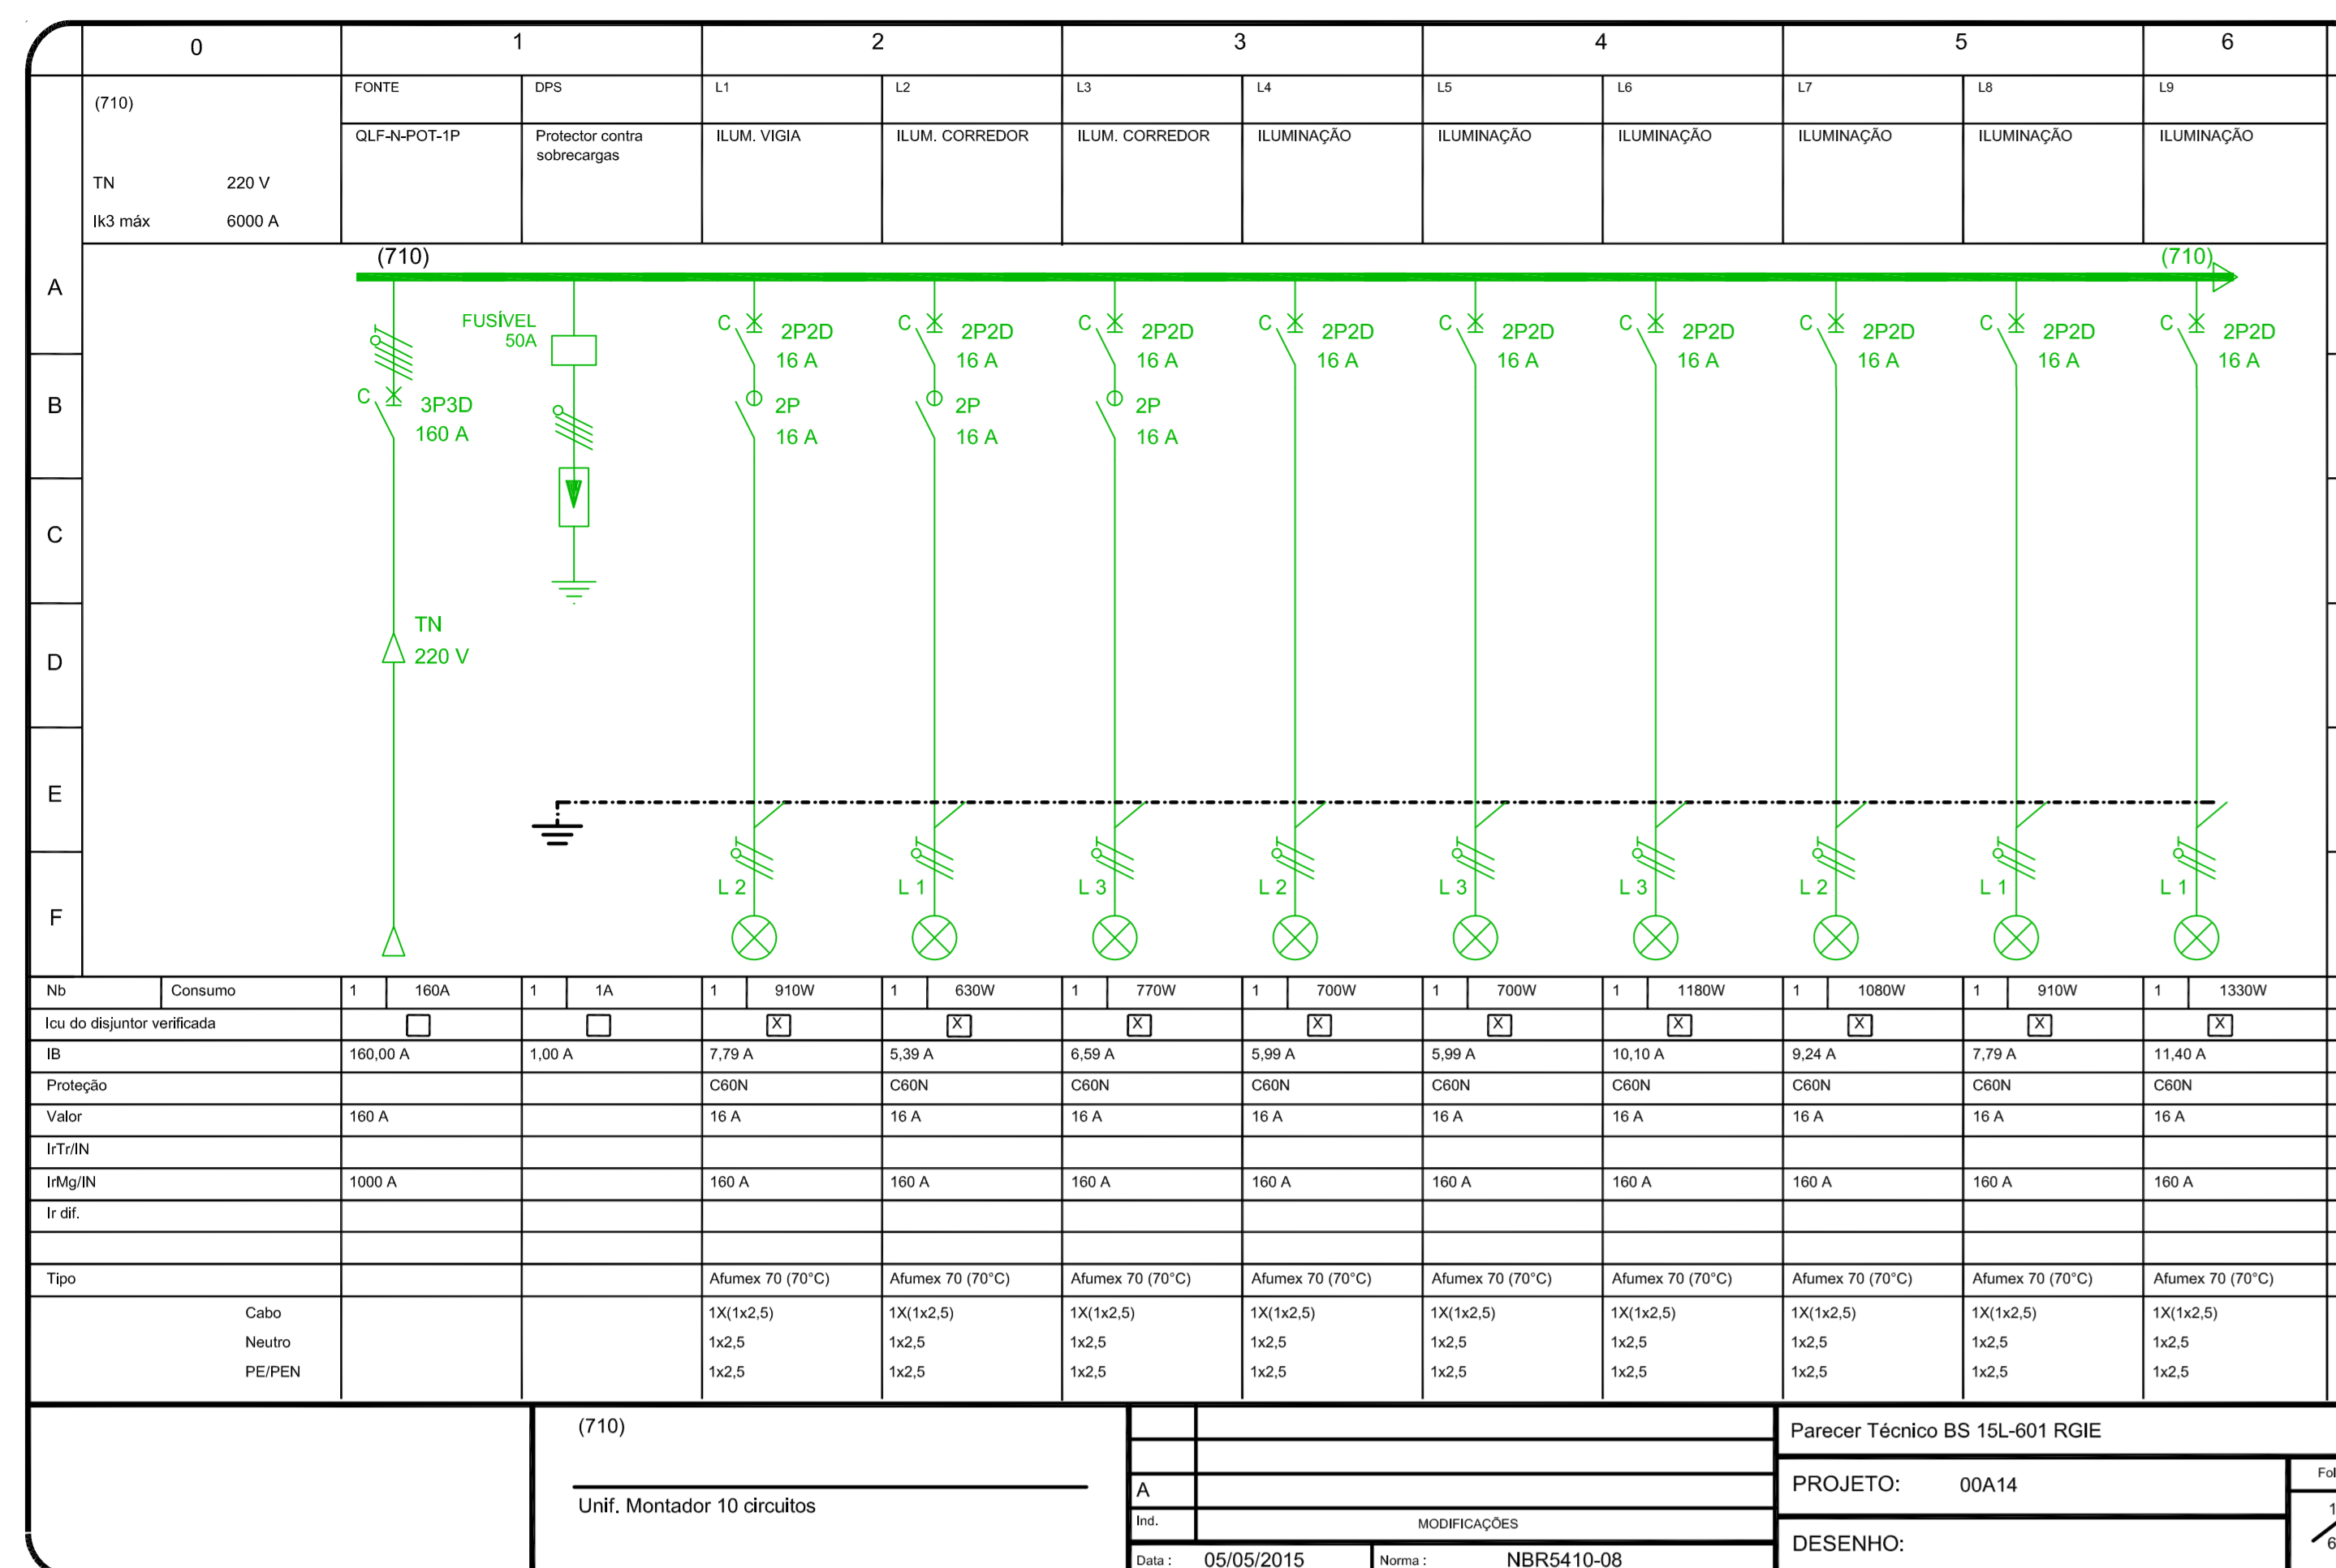 0 1 2 3 4 5 6
(710)
TN 220 V
Ik3 máx 6000 A
FONTE DPS L1 L2 L3 L4 L5 L6 L7 L8 L9
QLF-N-POT-1P Protector contra ILUM. VIGIA ILUM. CORREDOR ILUM. CORREDOR ILUMINAÇÃO ILUMINAÇÃO ILUMINAÇÃO ILUMINAÇÃO ILUMINAÇÃO ILUMINAÇÃO
sobrecargas
(710) (710)
A
B
C
D
E
F
FUSÍVEL
50A
C 3P3D
160 A
TN
220 V
C 2P2D C 2P2D C 2P2D C 2P2D C 2P2D C 2P2D C 2P2D C 2P2D C 2P2D
16 A 16 A 16 A 16 A 16 A 16 A 16 A 16 A 16 A
2P 2P 2P
16 A 16 A 16 A
L 2 L 1 L 3 L 2 L 3 L 3 L 2 L 1 L 1
Nb Consumo 1 160A 1 1A 1 910W 1 630W 1 770W 1 700W 1 700W 1 1180W 1 1080W 1 910W 1 1330W
Icu do disjuntor verificada X X X X X X X X X
IB 160,00 A 1,00 A 7,79 A 5,39 A 6,59 A 5,99 A 5,99 A 10,10 A 9,24 A 7,79 A 11,40 A
Proteção C60N C60N C60N C60N C60N C60N C60N C60N C60N
Valor 160 A 16 A 16 A 16 A 16 A 16 A 16 A 16 A 16 A 16 A
IrTr/IN
IrMg/IN 1000 A 160 A 160 A 160 A 160 A 160 A 160 A 160 A 160 A 160 A
Ir dif.
Tipo Afumex 70 (70°C) Afumex 70 (70°C) Afumex 70 (70°C) Afumex 70 (70°C) Afumex 70 (70°C) Afumex 70 (70°C) Afumex 70 (70°C) Afumex 70 (70°C) Afumex 70 (70°C)
Cabo 1X(1x2,5) 1X(1x2,5) 1X(1x2,5) 1X(1x2,5) 1X(1x2,5) 1X(1x2,5) 1X(1x2,5) 1X(1x2,5) 1X(1x2,5)
Neutro 1x2,5 1x2,5 1x2,5 1x2,5 1x2,5 1x2,5 1x2,5 1x2,5 1x2,5
PE/PEN 1x2,5 1x2,5 1x2,5 1x2,5 1x2,5 1x2,5 1x2,5 1x2,5 1x2,5
(710)
Unif. Montador 10 circuitos
A
Ind. MODIFICAÇÕES
Data : 05/05/2015 Norma : NBR5410-08
Parecer Técnico BS 15L-601 RGIE
PROJETO: 00A14
DESENHO: